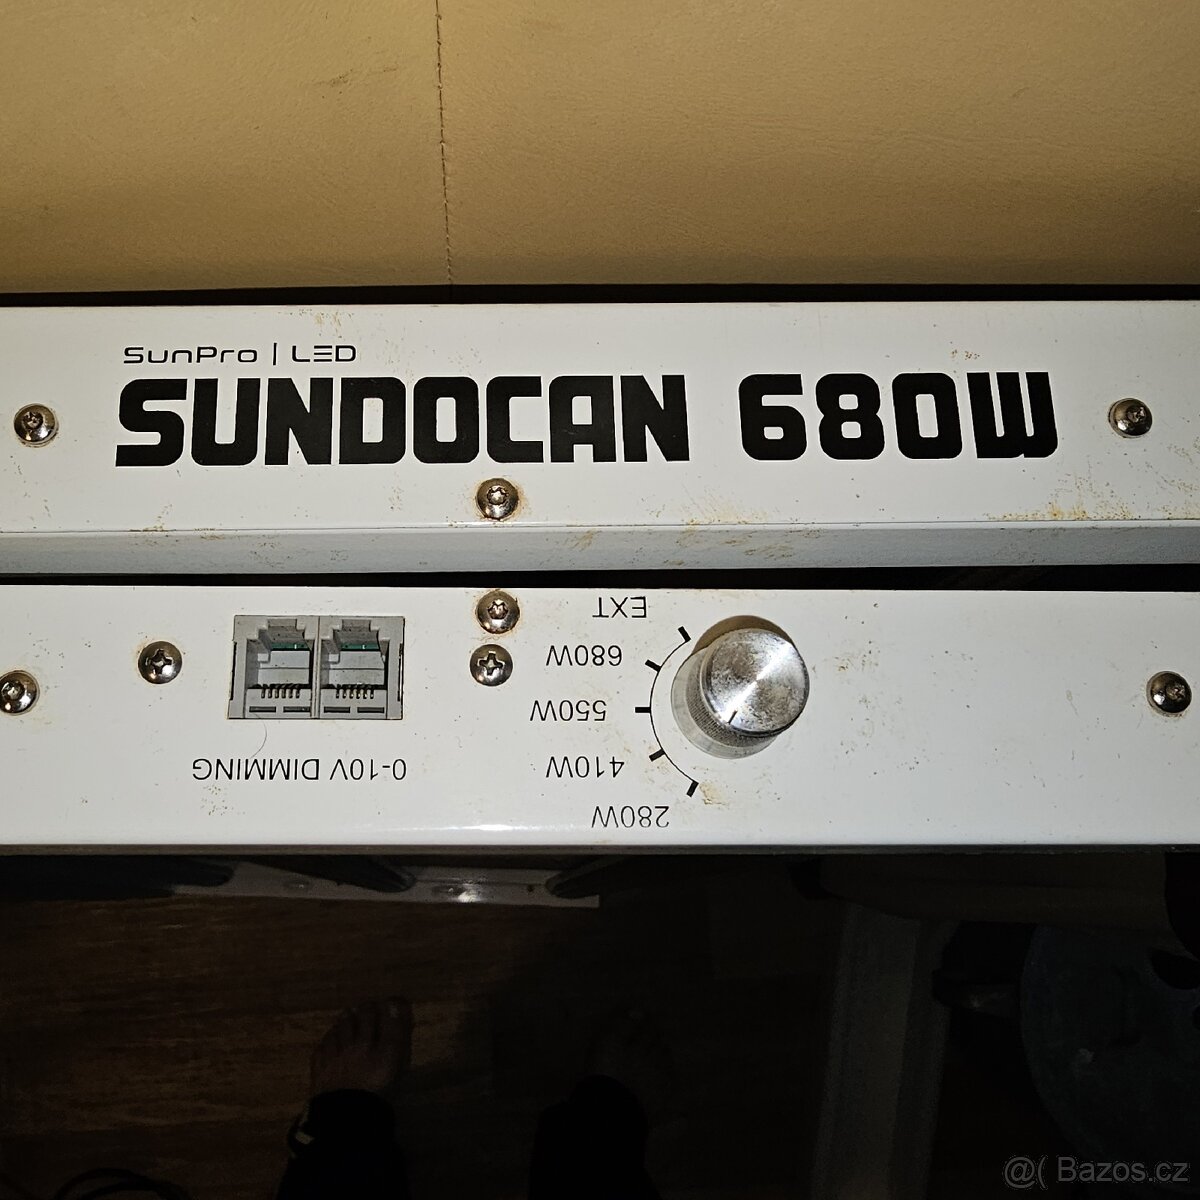 SunPro | LED
SUNDOCAN 680W
EXT
680W
550W
410W
280W
0-10V DIMMING
@( Bazos.cz